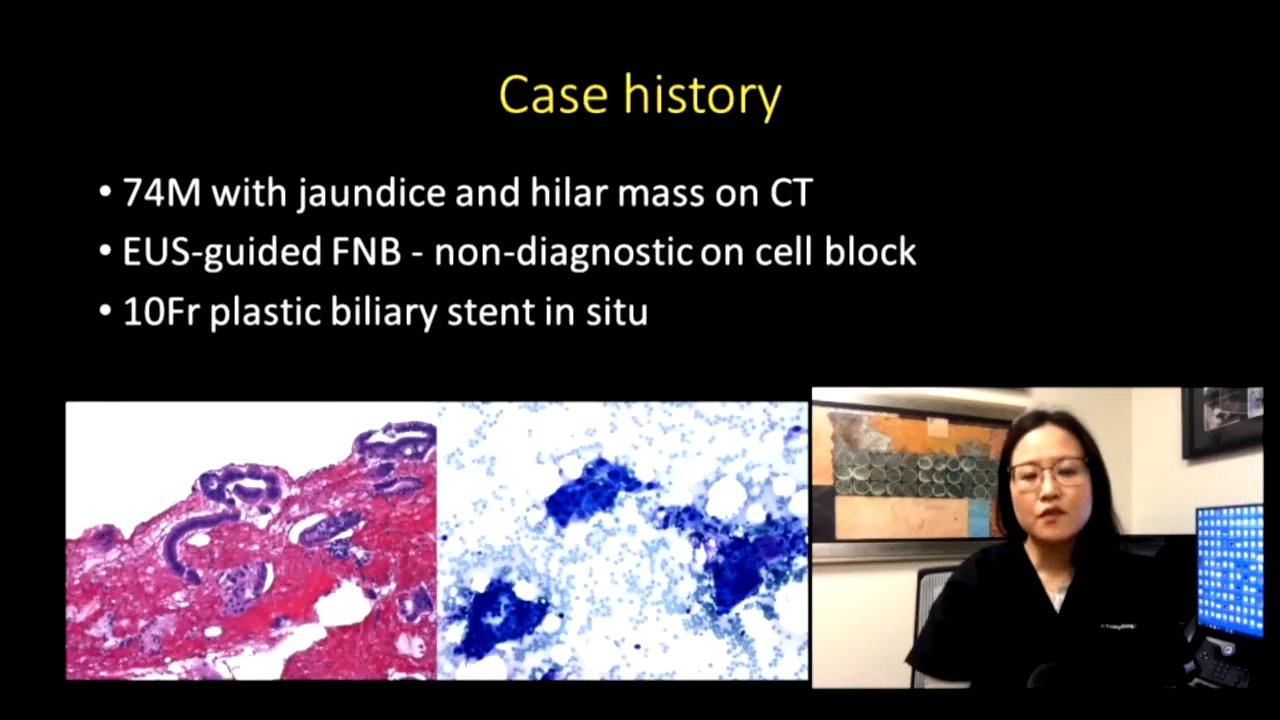 Case history
• 74M with jaundice and hilar mass on CT
• EUS-guided FNB - non-diagnostic on cell block
• 10Fr plastic biliary stent in situ